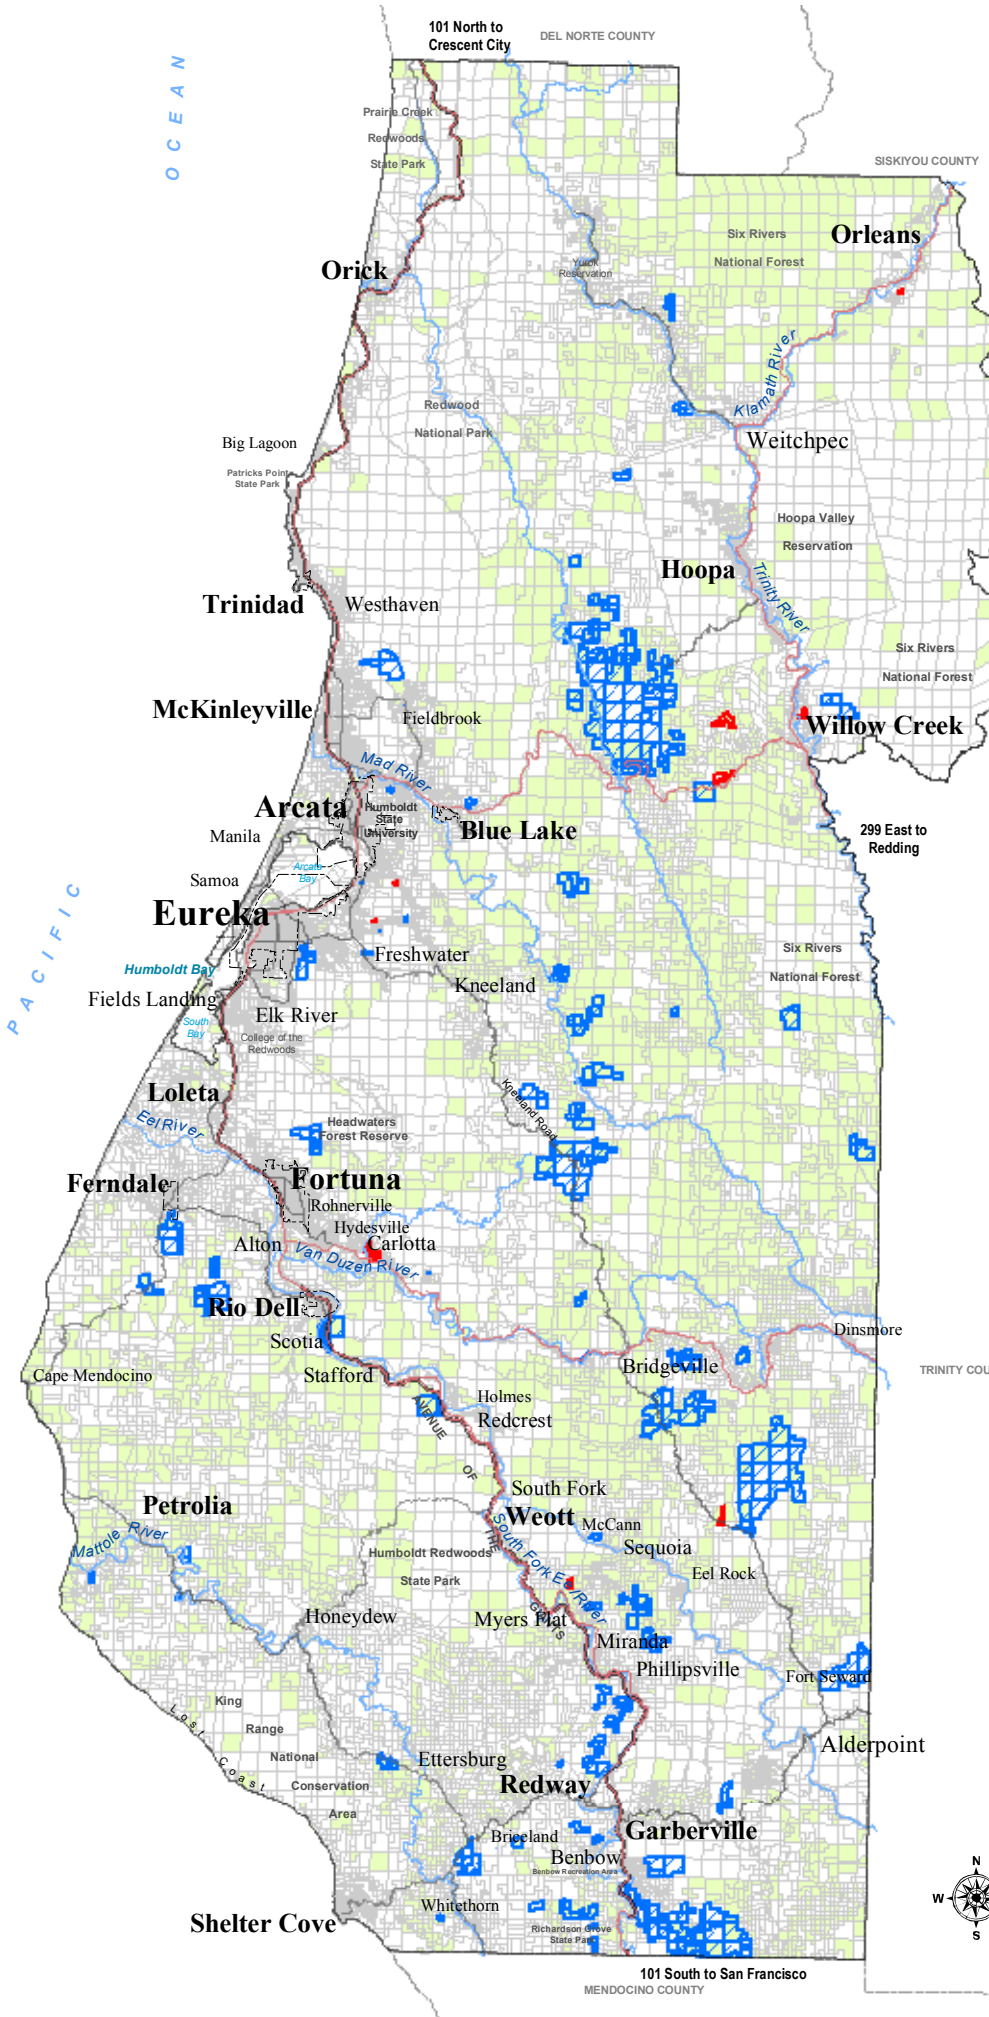 101 North to
Crescent City
DEL NORTE COUNTY
OCEAN
Prairie Creek
Redwoods
State Park
SISKIYOU COUNTY
Six Rivers
National Forest
Orleans
Orick
Yurok
Reservation
Klamath River
Redwood
National Park
Weitchpec
Big Lagoon
Patricks Point
State Park
Hoopa Valley
Reservation
Hoopa
Trinity River
Trinidad
Westhaven
Six Rivers
National Forest
McKinleyville
Fieldbrook
Willow Creek
Mad River
Arcata
Humboldt
State
University
Blue Lake
Manila
299 East to
Redding
Arcata
Bay
Samoa
Eureka
PACIFIC
Freshwater
Six Rivers
National Forest
Humboldt Bay
Kneeland
Fields Landing
Elk River
South
Bay
College of the
Redwoods
Loleta
Kneeland Road
Eel River
Headwaters
Forest Reserve
Ferndale
Fortuna
Rohnerville
Hydesville
Alton
Carlotta
Van Duzen River
Rio Dell
Scotia
Dinsmore
Stafford
Bridgeville
TRINITY COU
Cape Mendocino
Holmes
Redcrest
AVENUE
OF
THE
GIANTS
South Fork
Petrolia
Weott
McCann
Mattole River
South Fork Eel River
Sequoia
Humboldt Redwoods
State Park
Eel Rock
Honeydew
Myers Flat
Miranda
Phillipsville
Fort Seward
King
Range
National
Conservation
Area
Lost Coast
Alderpoint
Ettersburg
Redway
Garberville
Briceland
Benbow
Benbow Recreation Area
Whitethorn
Shelter Cove
Richardson Grove
State Park
N
W
S
101 South to San Francisco
MENDOCINO COUNTY